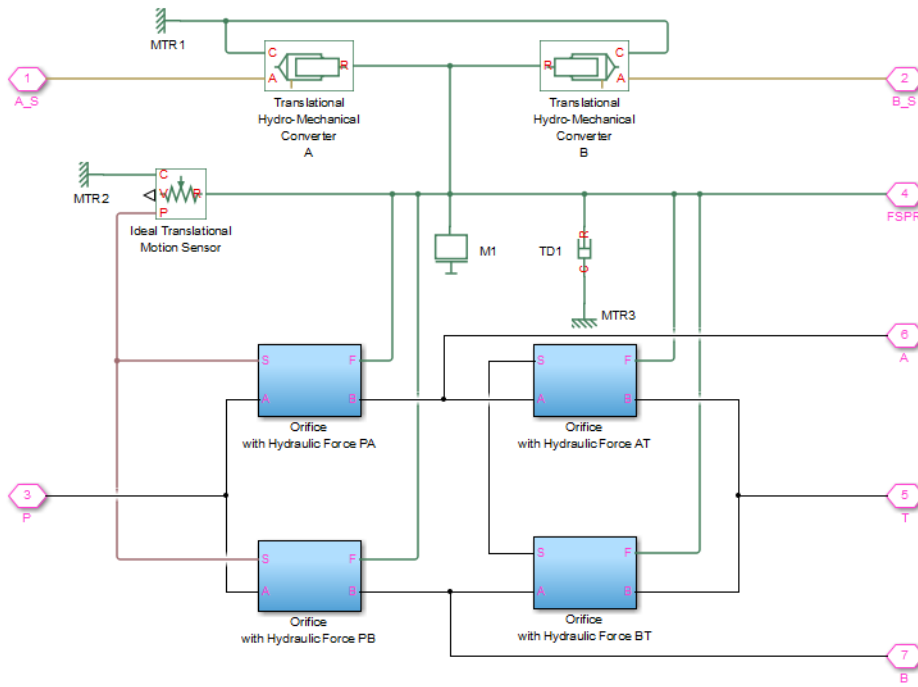 MTR1
C
A
R
Translational
Hydro-Mechanical
Converter
A
R
C
A
Translational
Hydro-Mechanical
Converter
B
1
A_S
2
B_S
MTR2
C
V
P
R
Ideal Translational
Motion Sensor
M1
TD1
R
C
MTR3
4
FSPR
6
A
S
A
F
B
Orifice
with Hydraulic Force PA
S
A
F
B
Orifice
with Hydraulic Force AT
3
P
5
T
S
A
F
B
Orifice
with Hydraulic Force PB
S
A
F
B
Orifice
with Hydraulic Force BT
7
B